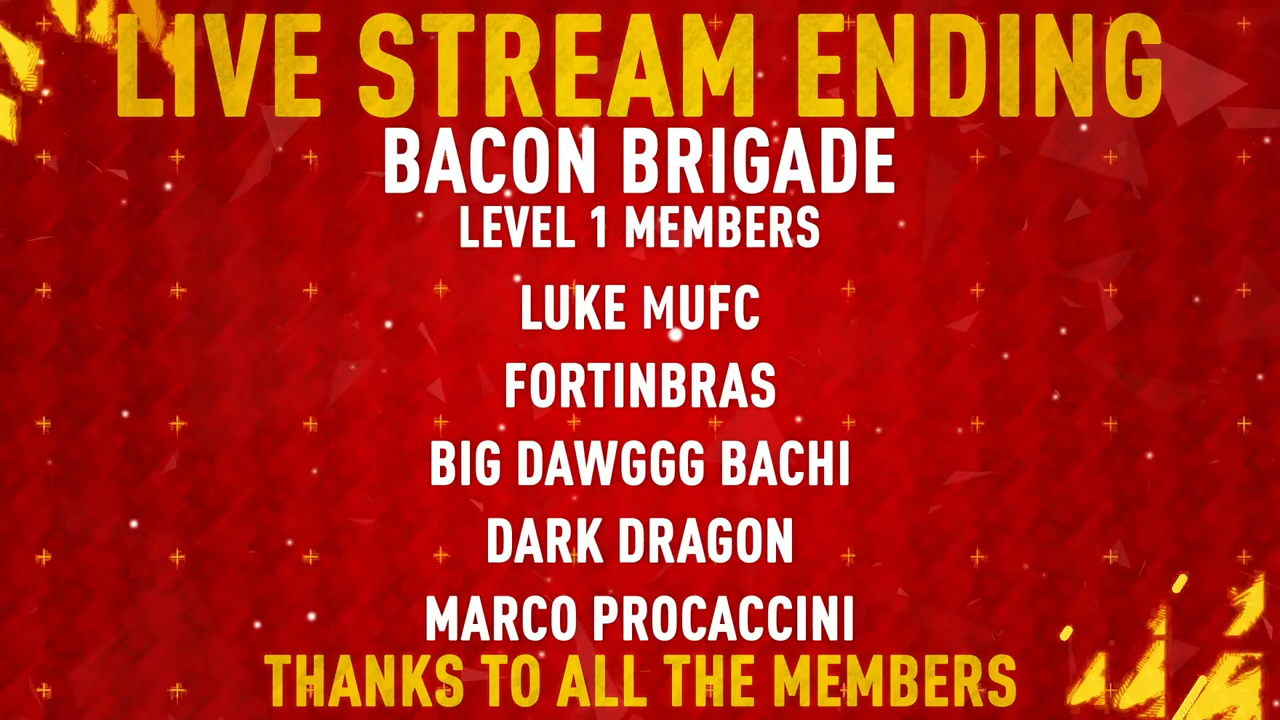 LIVE STREAM ENDING
BACON BRIGADE
LEVEL 1 MEMBERS
LUKE MUFC
FORTINBRAS
BIG DAWGGG BACHI
DARK DRAGON
MARCO PROCACCINI
THANKS TO ALL THE MEMBERS